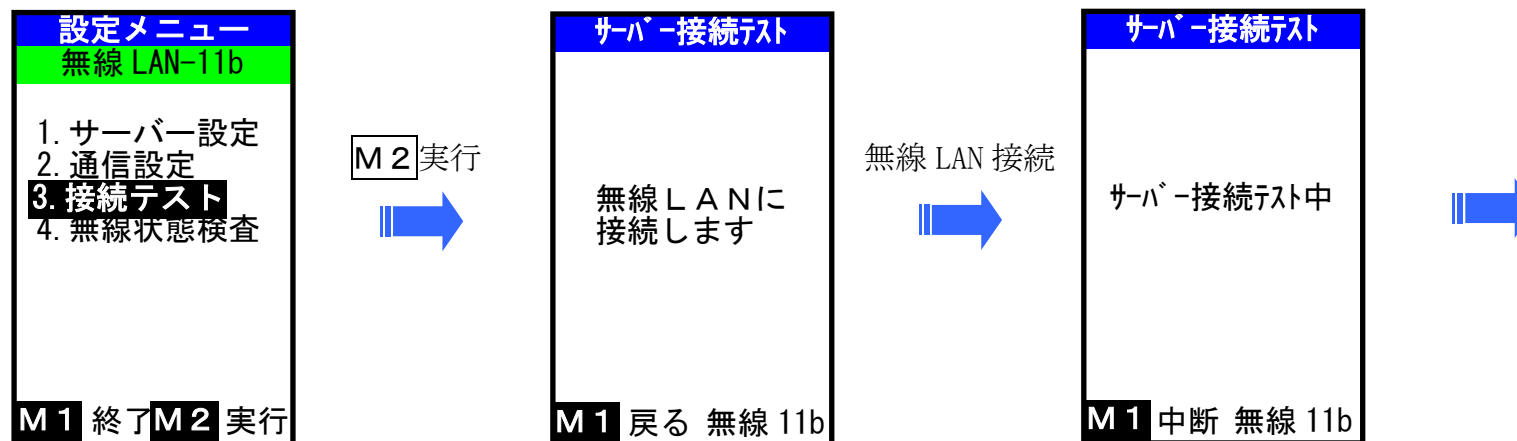 設定メニュー
無線 LAN-11b
1. サーバー設定
2. 通信設定
3. 接続テスト
4. 無線状態検査
M1 終了 M2 実行
M2 実行
ｻｰﾊﾞｰ接続ﾃｽﾄ
無線ＬＡＮに
接続します
M1 戻る 無線 11b
無線 LAN 接続
ｻｰﾊﾞｰ接続ﾃｽﾄ
ｻｰﾊﾞｰ接続ﾃｽﾄ中
M1 中断 無線 11b